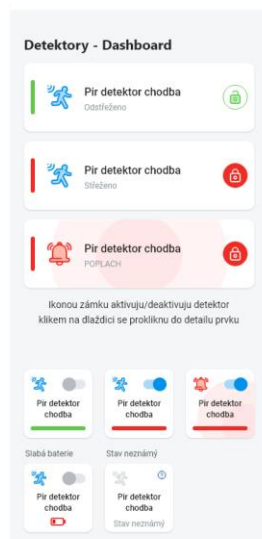 Detektory - Dashboard
Pir detektor chodba
Odstřeženo
Pir detektor chodba
Střeženo
Pir detektor chodba
POPLACH
Ikonou zámku aktivuju/deaktivuju detektor
klikem na dlaždici se prokliknu do detailu prvku
Pir detektor
chodba
Pir detektor
chodba
Pir detektor
chodba
Slabá baterie
Stav neznámý
Pir detektor
chodba
Pir detektor
chodba
Stav neznámý